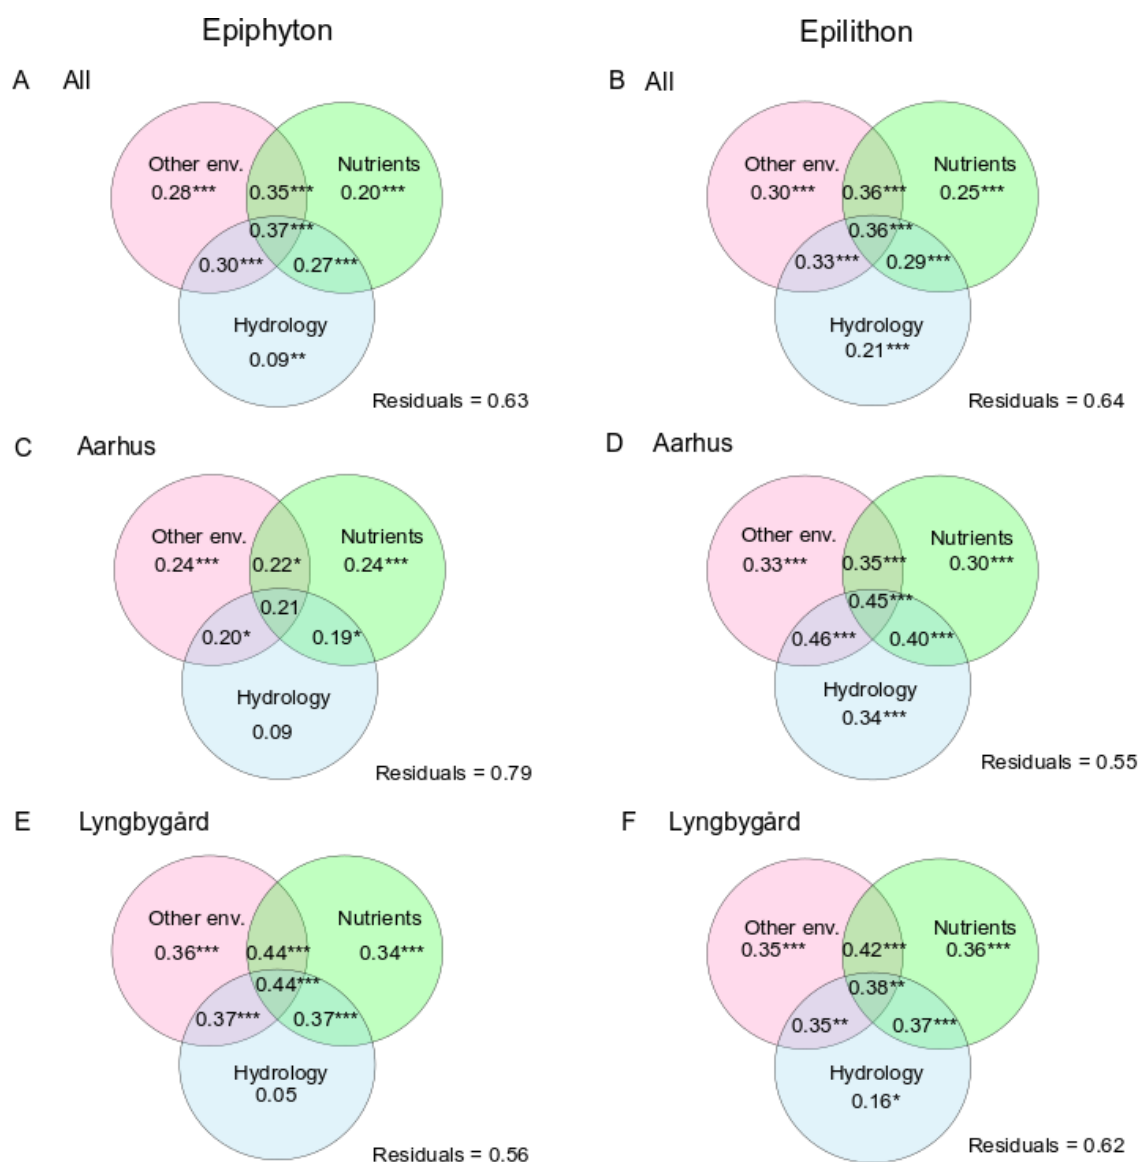 Epiphyton
Epilithon
A All
Other env.
0.28***
0.35***
Nutrients
0.20***
0.37***
0.30***
0.27***
Hydrology
0.09**
Residuals = 0.63
B All
Other env.
0.30***
0.36***
Nutrients
0.25***
0.36***
0.33***
0.29***
Hydrology
0.21***
Residuals = 0.64
C Aarhus
Other env.
0.24***
0.22*
Nutrients
0.24***
0.21
0.20*
0.19*
Hydrology
0.09
Residuals = 0.79
D Aarhus
Other env.
0.33***
0.35***
Nutrients
0.30***
0.45***
0.46***
0.40***
Hydrology
0.34***
Residuals = 0.55
E Lyngbygård
Other env.
0.36***
0.44***
Nutrients
0.34***
0.44***
0.37***
0.37***
Hydrology
0.05
Residuals = 0.56
F Lyngbygård
Other env.
0.35***
0.42***
Nutrients
0.36***
0.38**
0.35**
0.37***
Hydrology
0.16*
Residuals = 0.62